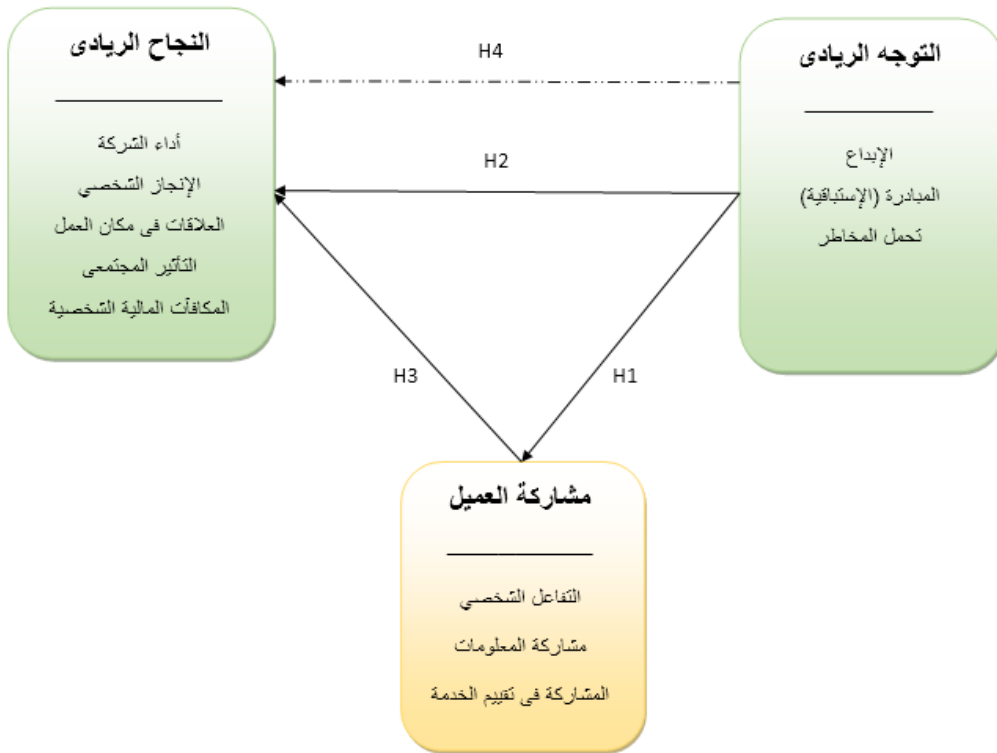 التوجه الريادى
الإبداع
المبادرة (الإستباقية)
تحمل المخاطر
H4
H2
H1
H3
النجاح الريادى
أداء الشركة
الإنجاز الشخصي
العلاقات فى مكان العمل
التأثير المجتمعى
المكافآت المالية الشخصية
مشاركة العميل
التفاعل الشخصي
مشاركة المعلومات
المشاركة فى تقييم الخدمة